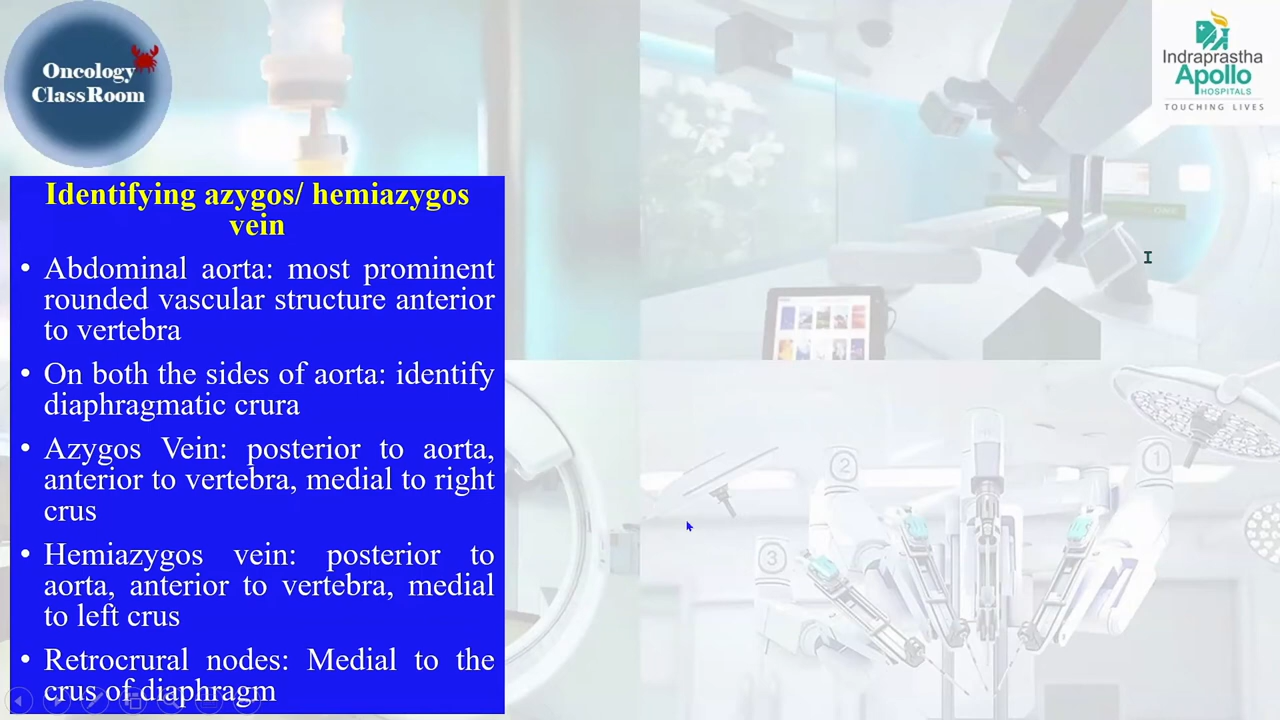 Oncology
ClassRoom
Indraprastha
Apollo
HOSPITALS
TOUCHING LIVES
Identifying azygos/ hemiazygos
vein
• Abdominal aorta: most prominent
rounded vascular structure anterior
to vertebra
• On both the sides of aorta: identify
diaphragmatic crura
• Azygos Vein: posterior to aorta,
anterior to vertebra, medial to right
crus
• Hemiazygos vein: posterior to
aorta, anterior to vertebra, medial
to left crus
• Retrocrural nodes: Medial to the
crus of diaphragm
2
1
3